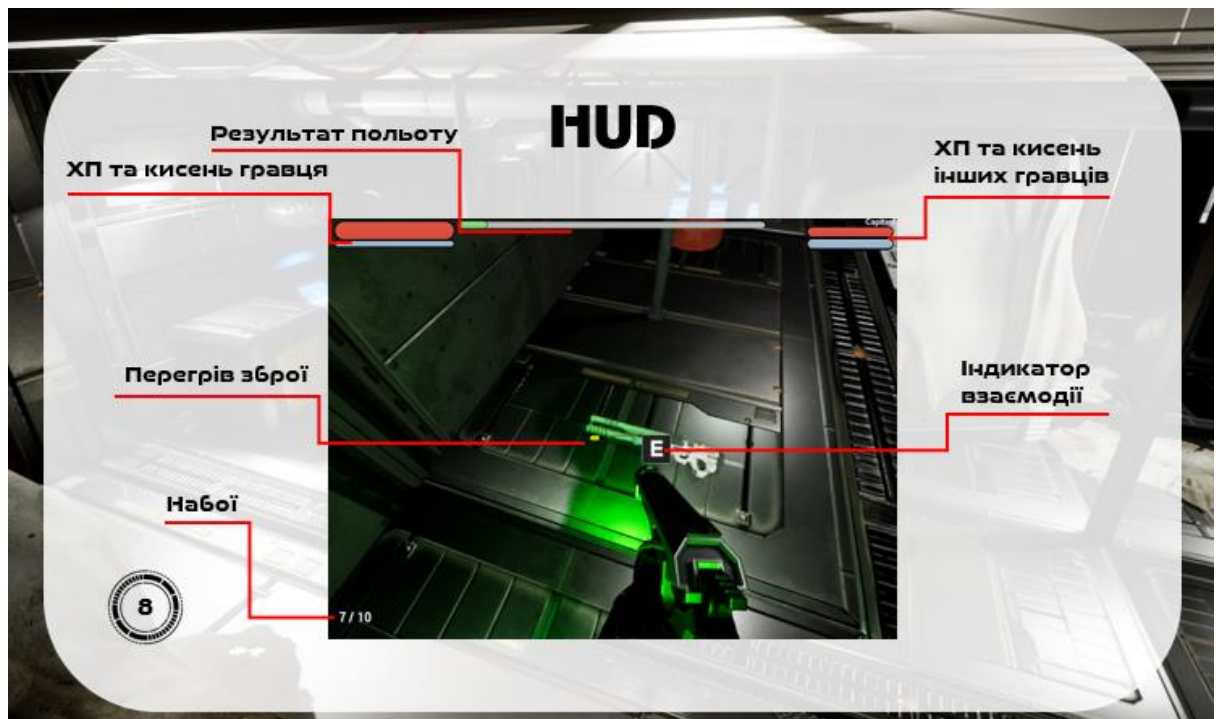 HUD
Результат польоту
ХП та кисень гравця
ХП та кисень
інших гравців
Перегрів зброї
Індикатор
взаємодії
E
Набої
7 / 10
8